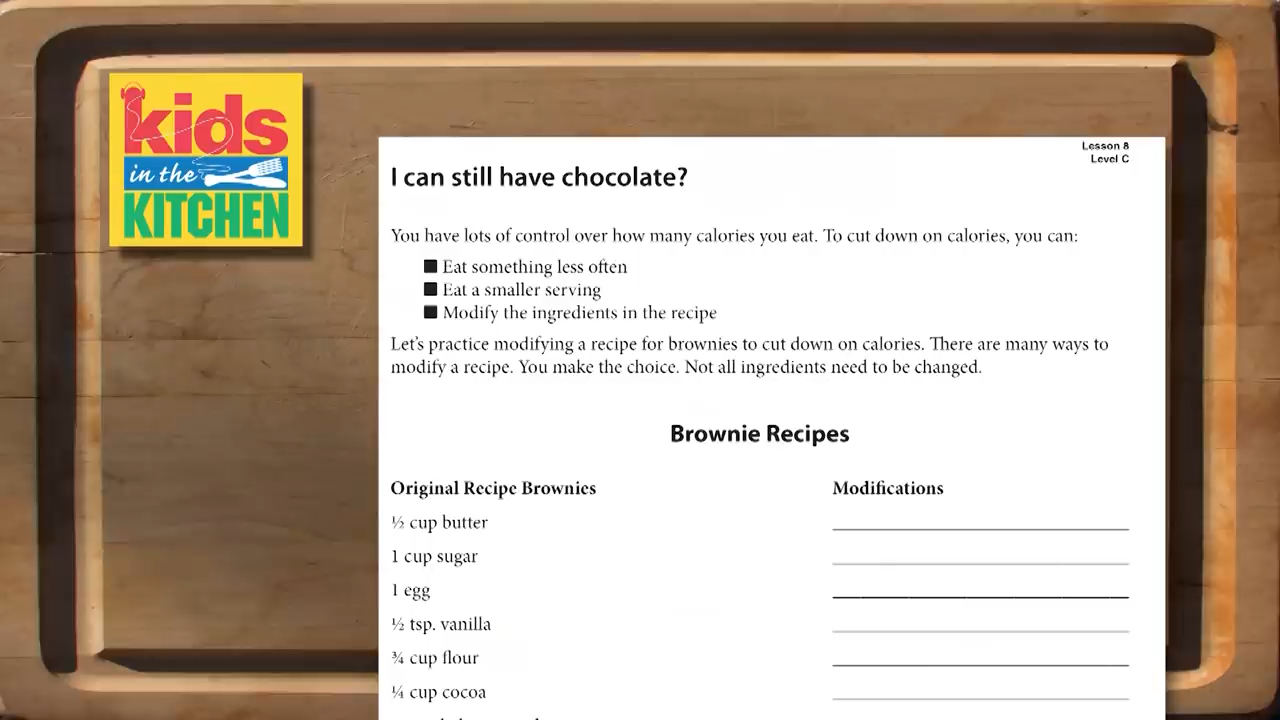 kids
in the
KITCHEN
Lesson 8
Level C
I can still have chocolate?
You have lots of control over how many calories you eat. To cut down on calories, you can:
■ Eat something less often
■ Eat a smaller serving
■ Modify the ingredients in the recipe
Let's practice modifying a recipe for brownies to cut down on calories. There are many ways to
modify a recipe. You make the choice. Not all ingredients need to be changed.
Brownie Recipes
Original Recipe Brownies Modifications
½ cup butter
1 cup sugar
1 egg
½ tsp. vanilla
¾ cup flour
¼ cup cocoa